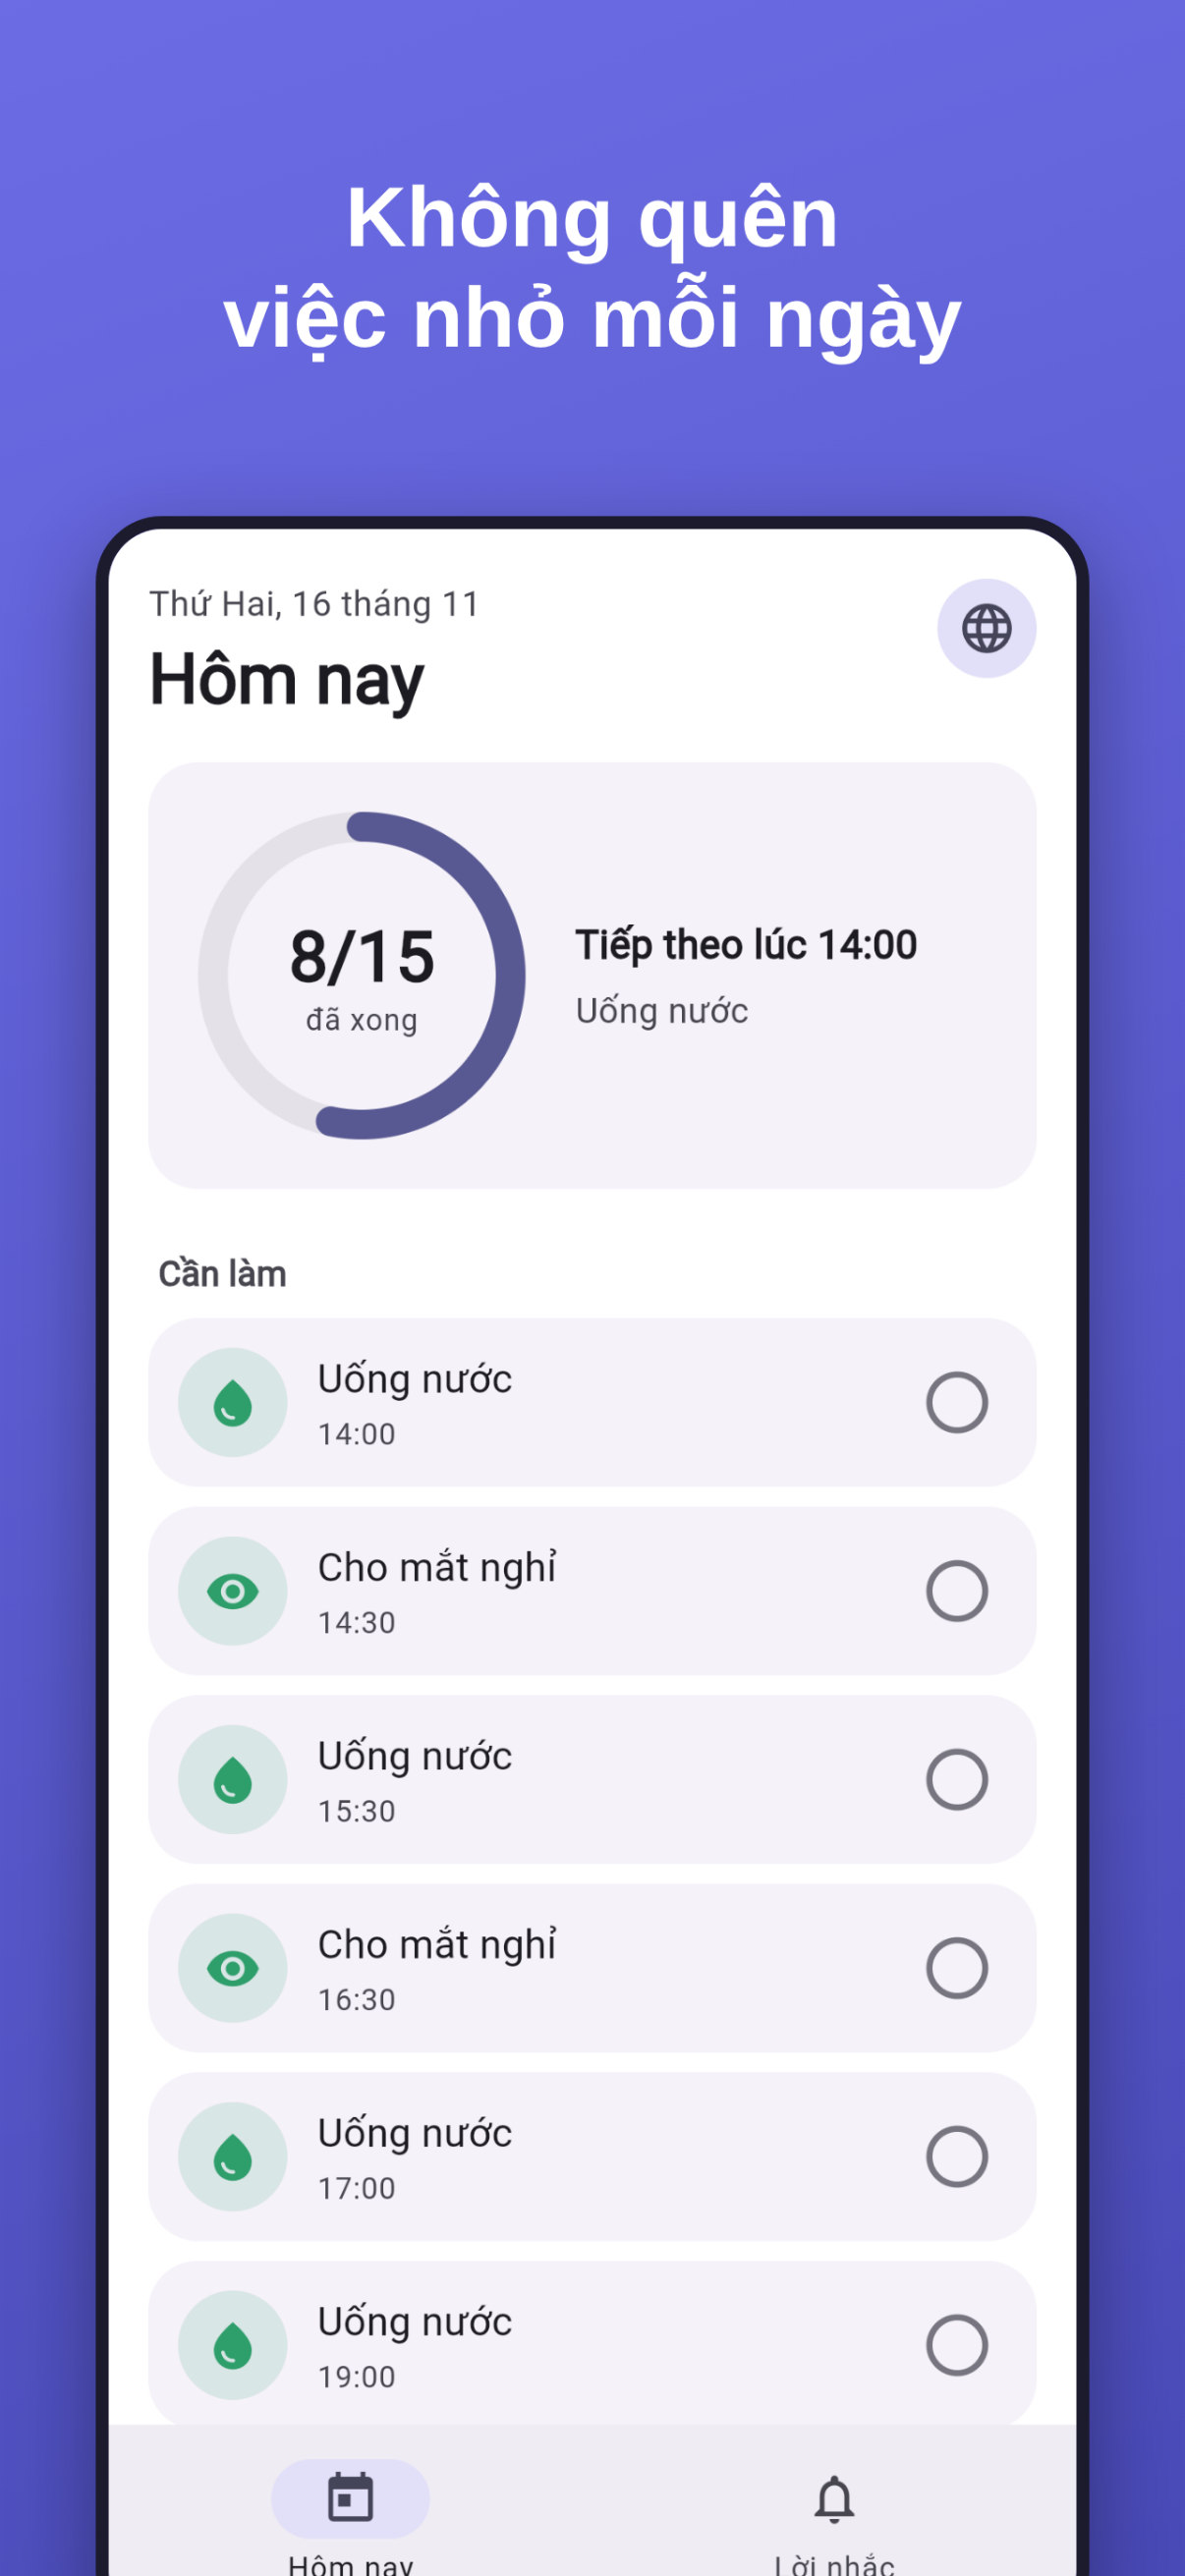 Không quên
việc nhỏ mỗi ngày
Thứ Hai, 16 tháng 11
Hôm nay
8/15
đã xong
Tiếp theo lúc 14:00
Uống nước
Cần làm
Uống nước
14:00
Cho mắt nghỉ
14:30
Uống nước
15:30
Cho mắt nghỉ
16:30
Uống nước
17:00
Uống nước
19:00
Hôm nay
Lời nhắc